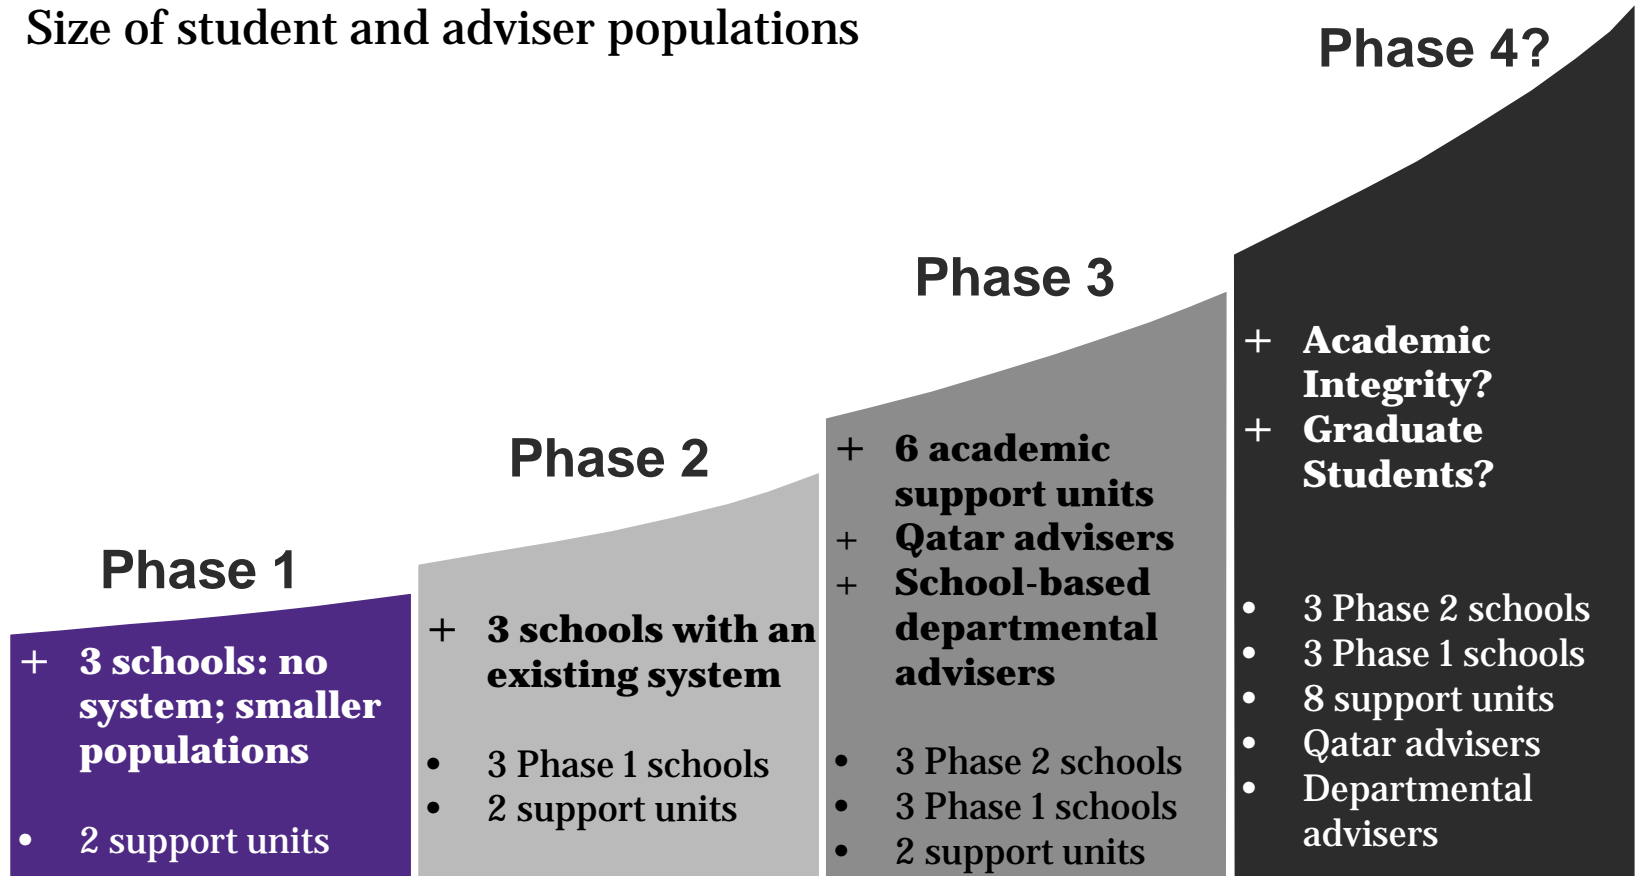 Size of student and adviser populations
Phase 1
+ 3 schools: no
system; smaller
populations
• 2 support units
Phase 2
+ 3 schools with an
existing system
• 3 Phase 1 schools
• 2 support units
Phase 3
+ 6 academic
support units
+ Qatar advisers
+ School-based
departmental
advisers
• 3 Phase 2 schools
• 3 Phase 1 schools
• 2 support units
Phase 4?
+ Academic
Integrity?
+ Graduate
Students?
• 3 Phase 2 schools
• 3 Phase 1 schools
• 8 support units
• Qatar advisers
• Departmental
advisers